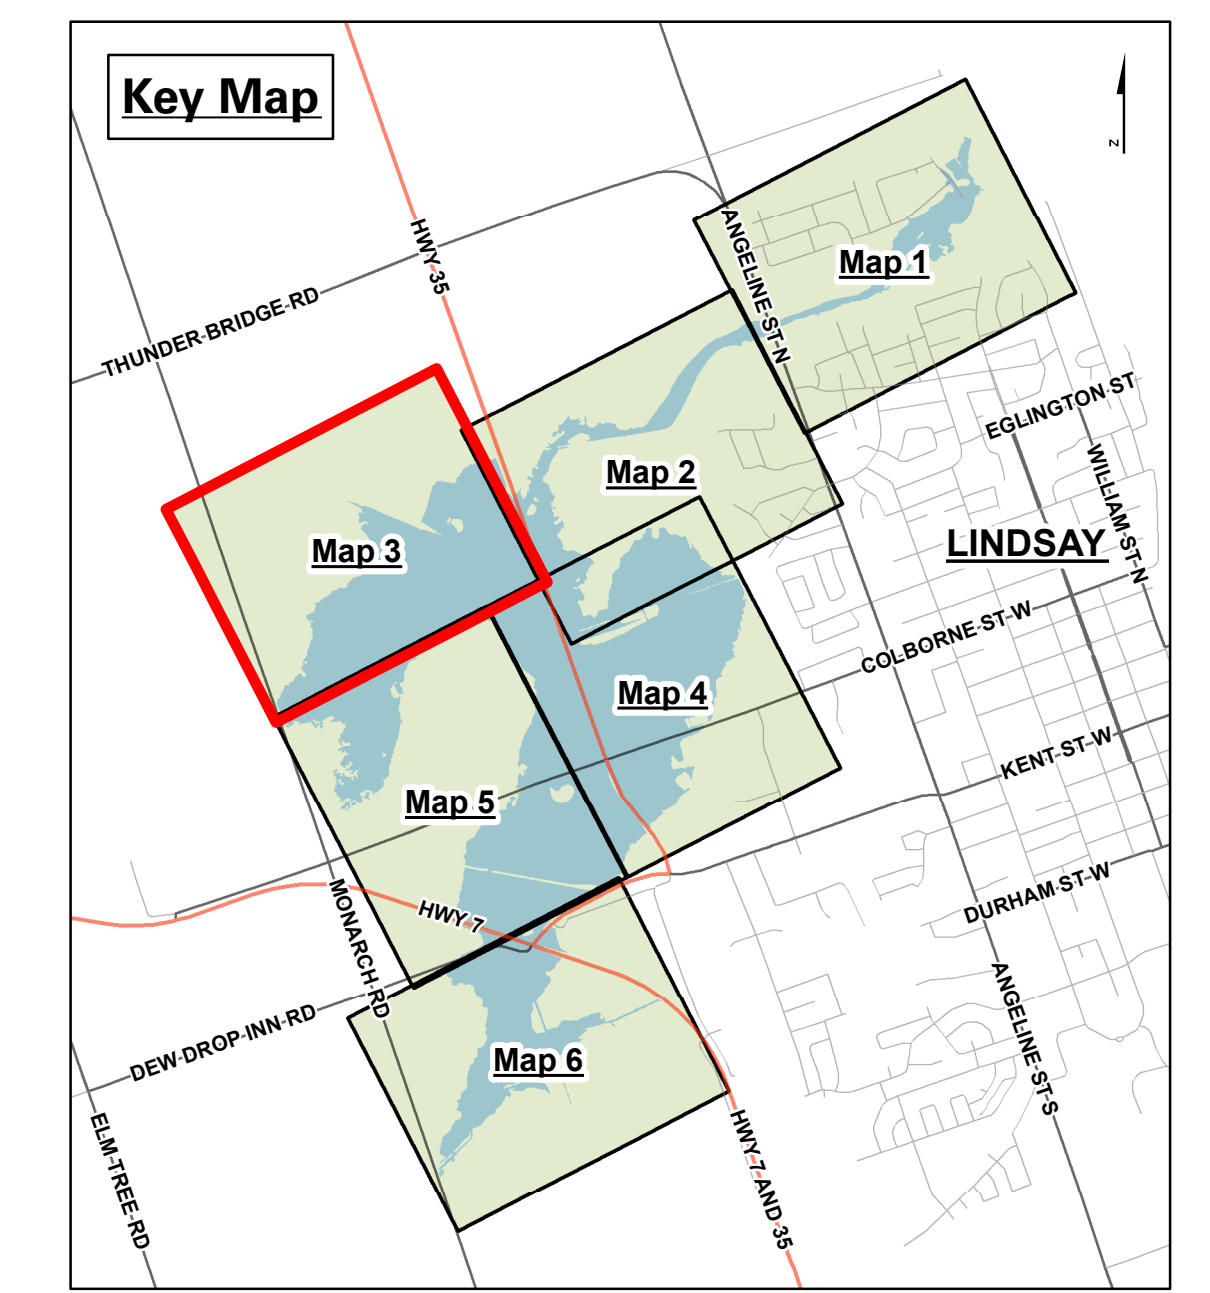 Key Map
N
HWY 35
ANGELINE ST N
Map 1
THUNDER BRIDGE RD
EGLINGTON ST
Map 2
WILLIAM ST N
Map 3
LINDSAY
COLBORNE ST W
Map 4
KENT ST W
Map 5
DURHAM ST W
HWY 7
MONARCH RD
ANGELINE ST S
DEW DROP INN RD
Map 6
ELM TREE RD
HWY 7 AND 35